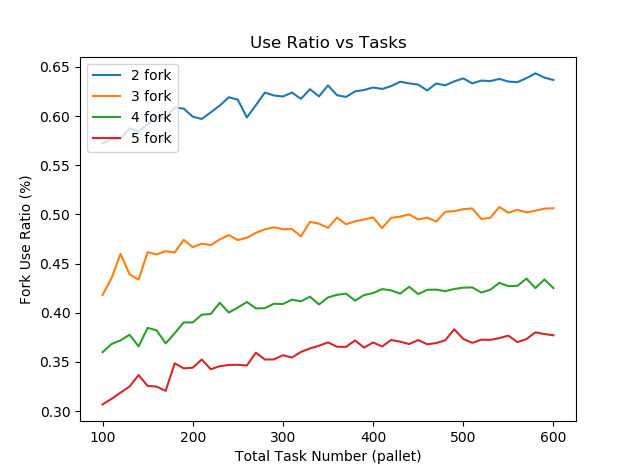 Use Ratio vs Tasks
2 fork
3 fork
4 fork
5 fork
Fork Use Ratio (%)
0.65
0.60
0.55
0.50
0.45
0.40
0.35
0.30
100 200 300 400 500 600
Total Task Number (pallet)